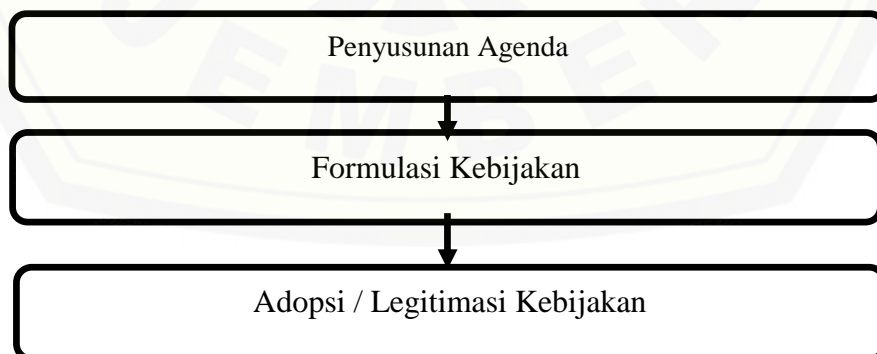 Penyusunan Agenda
Formulasi Kebijakan
Adopsi / Legitimasi Kebijakan